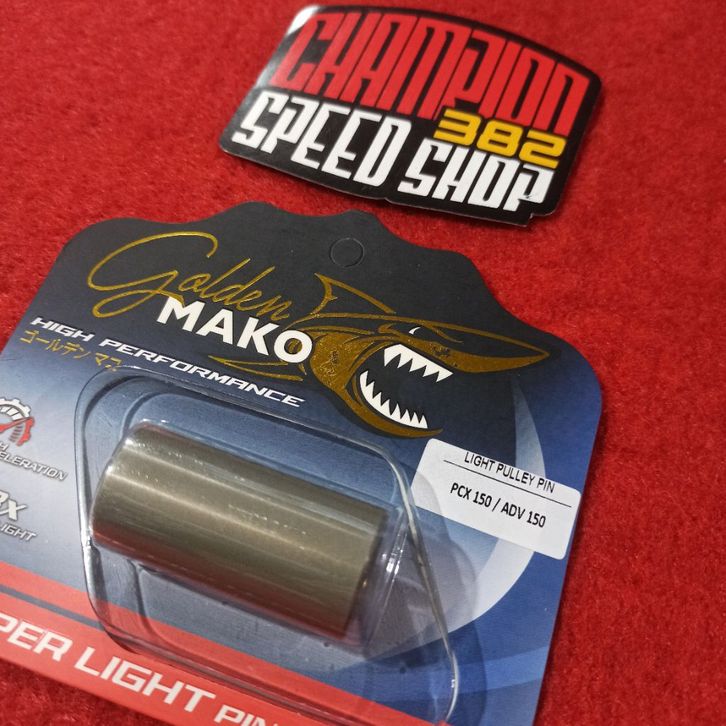 CHAMPION
382
SPEED SHOP
Golden
MAKO
HIGH PERFORMANCE
ゴールデン マコ
LIGHT PULLEY PIN
PCX 150 / ADV 150
LIGHT PIN